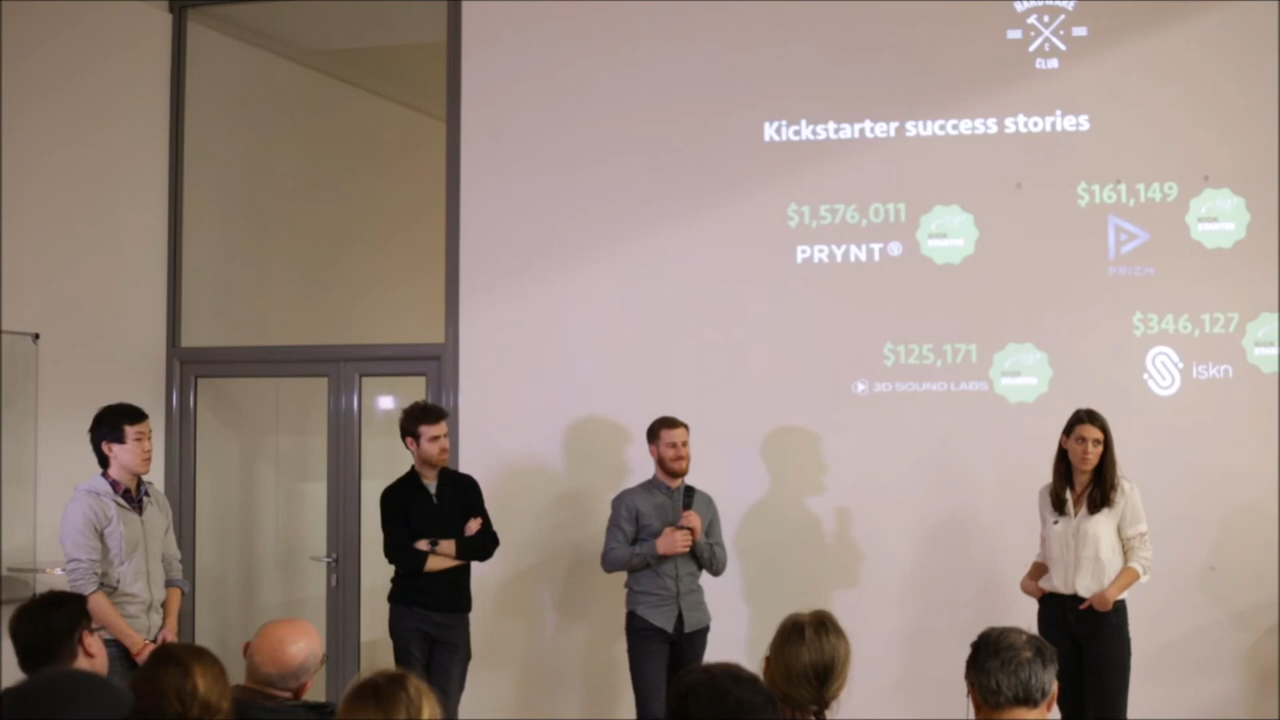 HARDWARE
H
C
CLUB
Kickstarter success stories
$1,576,011
PRYNT
$161,149
PRIZM
$125,171
3D SOUND LABS
$346,127
iskn